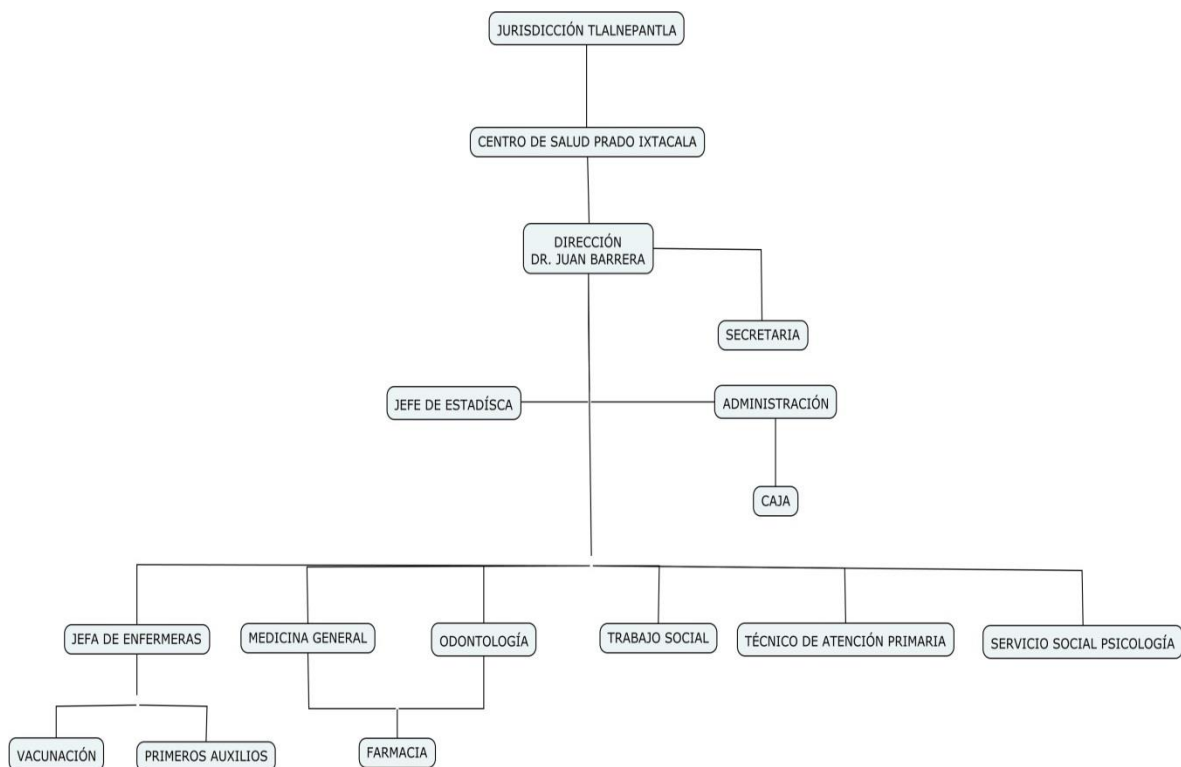 JURISDICCIÓN TLALNEPANTLA
CENTRO DE SALUD PRADO IXTACALA
DIRECCIÓN
DR. JUAN BARRERA
SECRETARIA
JEFE DE ESTADÍSCA
ADMINISTRACIÓN
CAJA
JEFA DE ENFERMERAS
MEDICINA GENERAL
ODONTOLOGÍA
TRABAJO SOCIAL
TÉCNICO DE ATENCIÓN PRIMARIA
SERVICIO SOCIAL PSICOLOGÍA
VACUNACIÓN
PRIMEROS AUXILIOS
FARMACIA